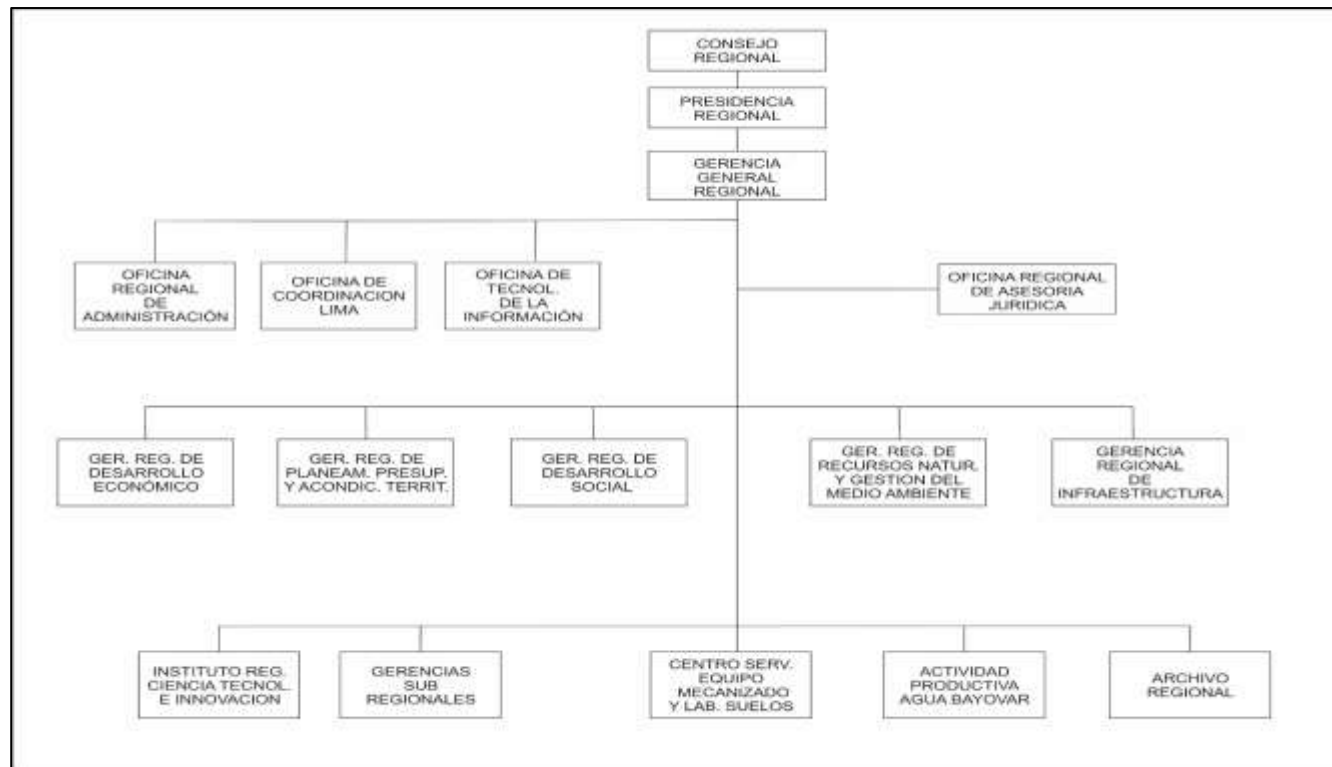 CONSEJO
REGIONAL
PRESIDENCIA
REGIONAL
GERENCIA
GENERAL
REGIONAL
OFICINA
REGIONAL
DE
ADMINISTRACIÓN
OFICINA DE
COORDINACION
LIMA
OFICINA DE
TECNOL.
DE LA
INFORMACIÓN
OFICINA REGIONAL
DE ASESORIA
JURIDICA
GER. REG. DE
DESARROLLO
ECONÓMICO
GER. REG. DE
PLANEAM. PRESUP.
Y ACONDIC. TERRIT.
GER. REG. DE
DESARROLLO
SOCIAL
GER. REG. DE
RECURSOS NATUR.
Y GESTION DEL
MEDIO AMBIENTE
GERENCIA
REGIONAL
DE
INFRAESTRUCTURA
INSTITUTO REG.
CIENCIA TECNOL.
E INNOVACION
GERENCIAS
SUB
REGIONALES
CENTRO SERV.
EQUIPO
MECANIZADO
Y LAB. SUELOS
ACTIVIDAD
PRODUCTIVA
AGUA BAYOVAR
ARCHIVO
REGIONAL